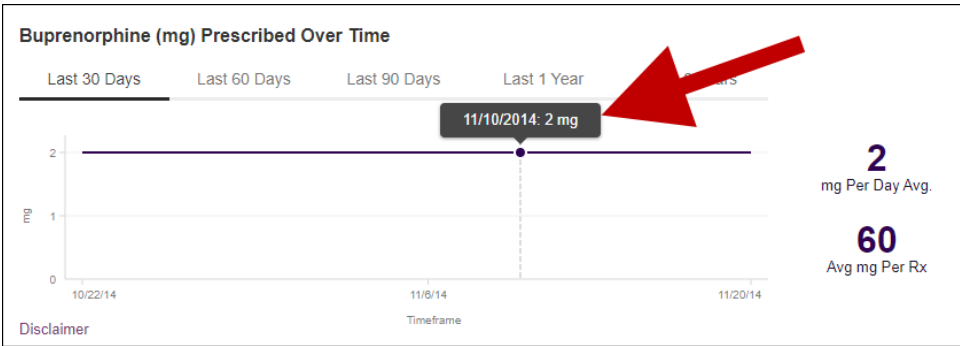 Buprenorphine (mg) Prescribed Over Time
Last 30 Days
Last 60 Days
Last 90 Days
Last 1 Year
11/10/2014: 2 mg
2
mg Per Day Avg.
60
Avg mg Per Rx
mg
2
1
0
10/22/14
11/6/14
11/20/14
Timeframe
Disclaimer